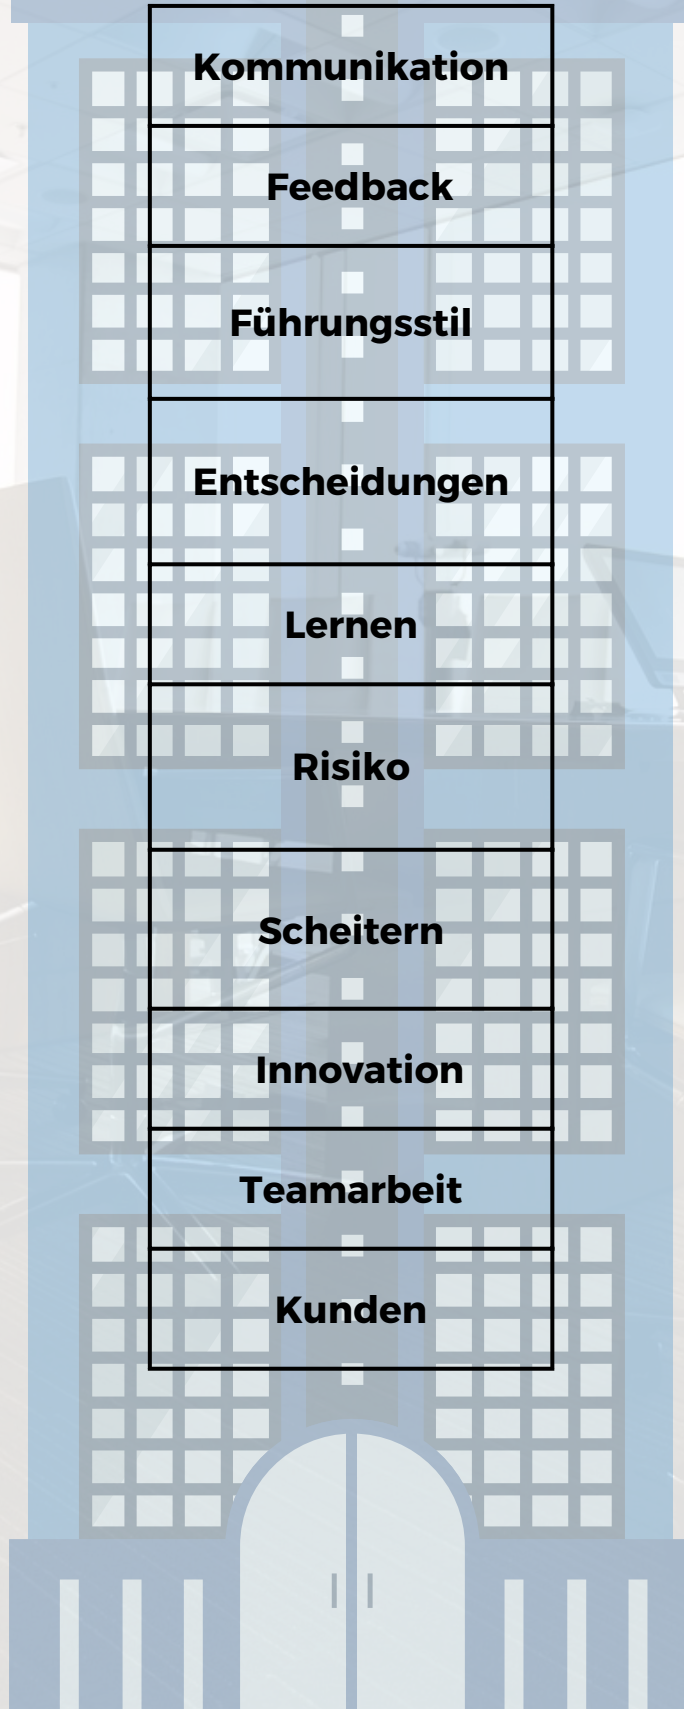 Kommunikation
Feedback
Führungsstil
Entscheidungen
Lernen
Risiko
Scheitern
Innovation
Teamarbeit
Kunden